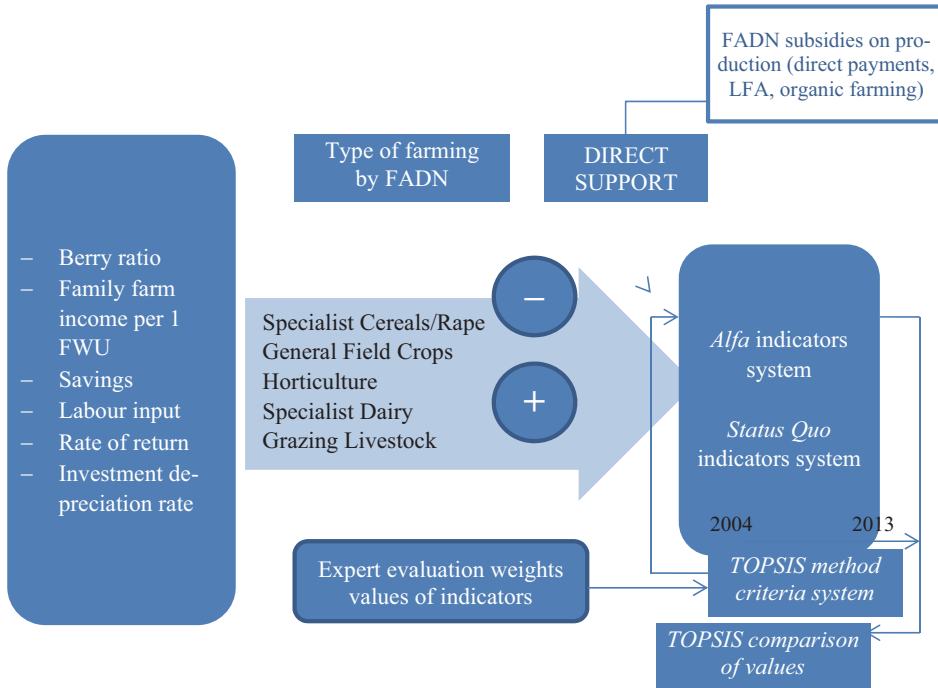 FADN subsidies on pro-
duction (direct payments,
LFA, organic farming)
Type of farming
by FADN
DIRECT
SUPPORT
– Berry ratio
– Family farm
income per 1
FWU
– Savings
– Labour input
– Rate of return
– Investment de-
preciation rate
Specialist Cereals/Rape
General Field Crops
Horticulture
Specialist Dairy
Grazing Livestock
–
+
Alfa indicators
system
Status Quo
indicators system
2004 2013
Expert evaluation weights
values of indicators
TOPSIS method
criteria system
TOPSIS comparison
of values